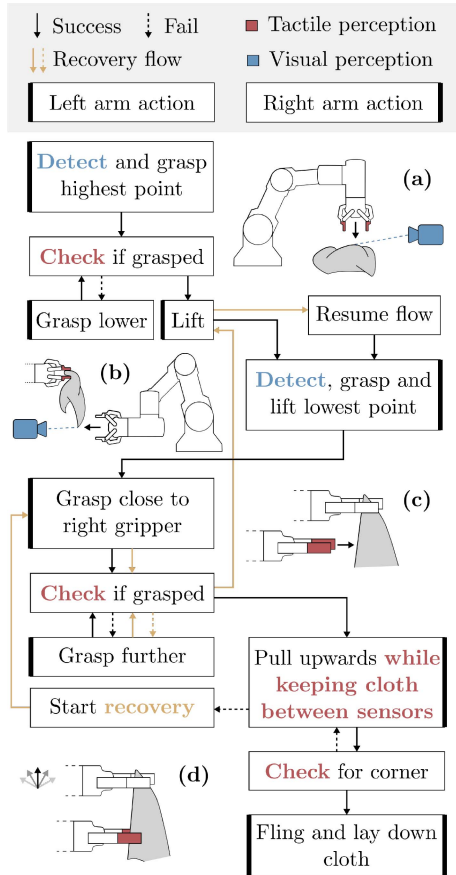 Success
Fail
Tactile perception
Recovery flow
Visual perception
Left arm action
Right arm action
Detect and grasp
highest point
(a)
Check if grasped
Grasp lower
Lift
Resume flow
(b)
Detect, grasp and
lift lowest point
Grasp close to
right gripper
(c)
Check if grasped
Grasp further
Pull upwards while
keeping cloth
between sensors
Start recovery
(d)
Check for corner
Fling and lay down
cloth